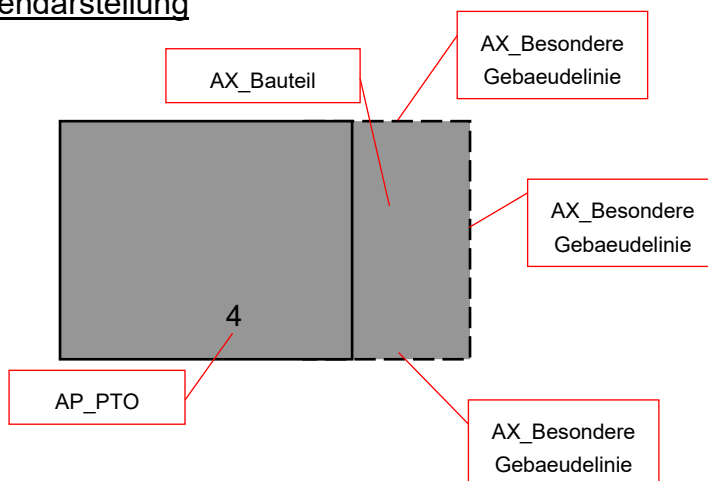 endarstellung
AX_Besondere
Gebaeudelinie
AX_Bauteil
AX_Besondere
Gebaeudelinie
4
AP_PTO
AX_Besondere
Gebaeudelinie